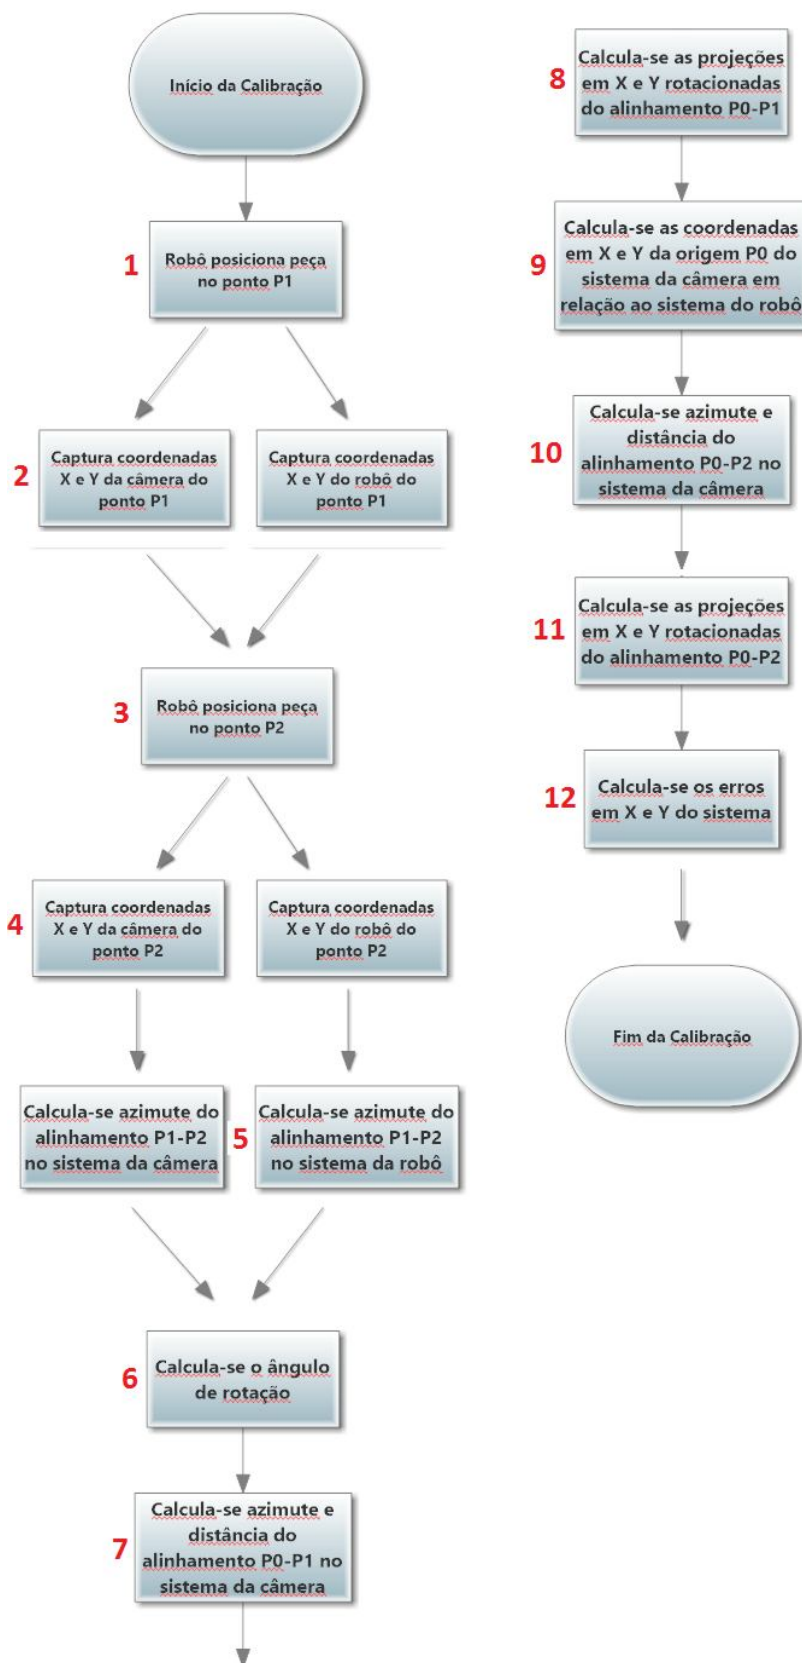 Início da Calibração
1
Robô posiciona peça
no ponto P1
2
Captura coordenadas
X e Y da câmera do
ponto P1
Captura coordenadas
X e Y do robô do
ponto P1
3
Robô posiciona peça
no ponto P2
4
Captura coordenadas
X e Y da câmera do
ponto P2
Captura coordenadas
X e Y do robô do
ponto P2
Calcula-se azimute do
alinhamento P1-P2
no sistema da câmera
5
Calcula-se azimute do
alinhamento P1-P2
no sistema da robô
6
Calcula-se o ângulo
de rotação
7
Calcula-se azimute e
distância do
alinhamento P0-P1 no
sistema da câmera
8
Calcula-se as projeções
em X e Y rotacionadas
do alinhamento P0-P1
9
Calcula-se as coordenadas
em X e Y da origem P0 do
sistema da câmera em
relação ao sistema do robô
10
Calcula-se azimute e
distância do
alinhamento P0-P2 no
sistema da câmera
11
Calcula-se as projeções
em X e Y rotacionadas
do alinhamento P0-P2
12
Calcula-se os erros
em X e Y do sistema
Fim da Calibração